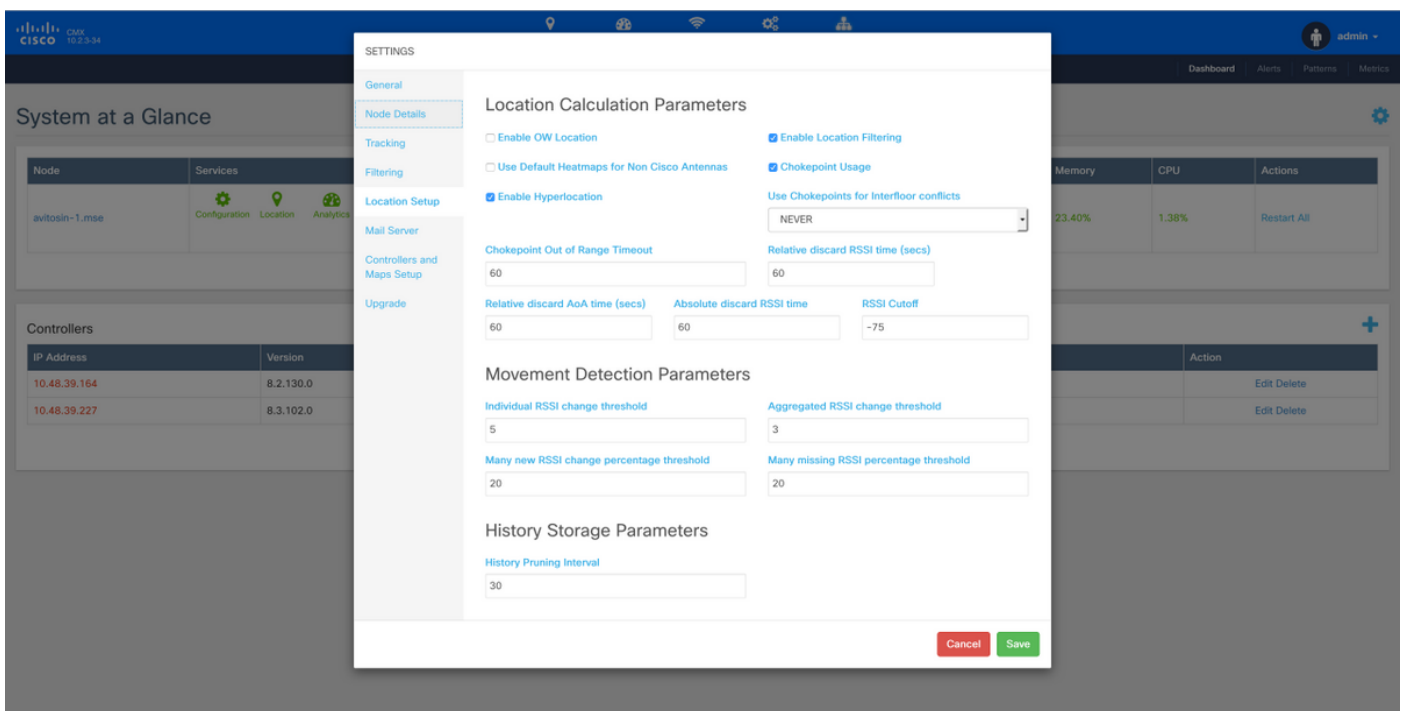 CISCO CMX
10.2.3-34
admin
Dashboard Alerts Patterns Metrics
System at a Glance
Node Services Memory CPU Actions
avitosin-1.mse Configuration Location Analytics 23.40% 1.38% Restart All
Controllers
IP Address Version Action
10.48.39.164 8.2.130.0 Edit Delete
10.48.39.227 8.3.102.0 Edit Delete
SETTINGS
General
Node Details
Tracking
Filtering
Location Setup
Mail Server
Controllers and
Maps Setup
Upgrade
Location Calculation Parameters
Enable OW Location Enable Location Filtering
Use Default Heatmaps for Non Cisco Antennas Chokepoint Usage
Enable Hyperlocation Use Chokepoints for Interfloor conflicts
NEVER
Chokepoint Out of Range Timeout Relative discard RSSI time (secs)
60 60
Relative discard AoA time (secs) Absolute discard RSSI time RSSI Cutoff
60 60 -75
Movement Detection Parameters
Individual RSSI change threshold Aggregated RSSI change threshold
5 3
Many new RSSI change percentage threshold Many missing RSSI percentage threshold
20 20
History Storage Parameters
History Pruning Interval
30
Cancel Save